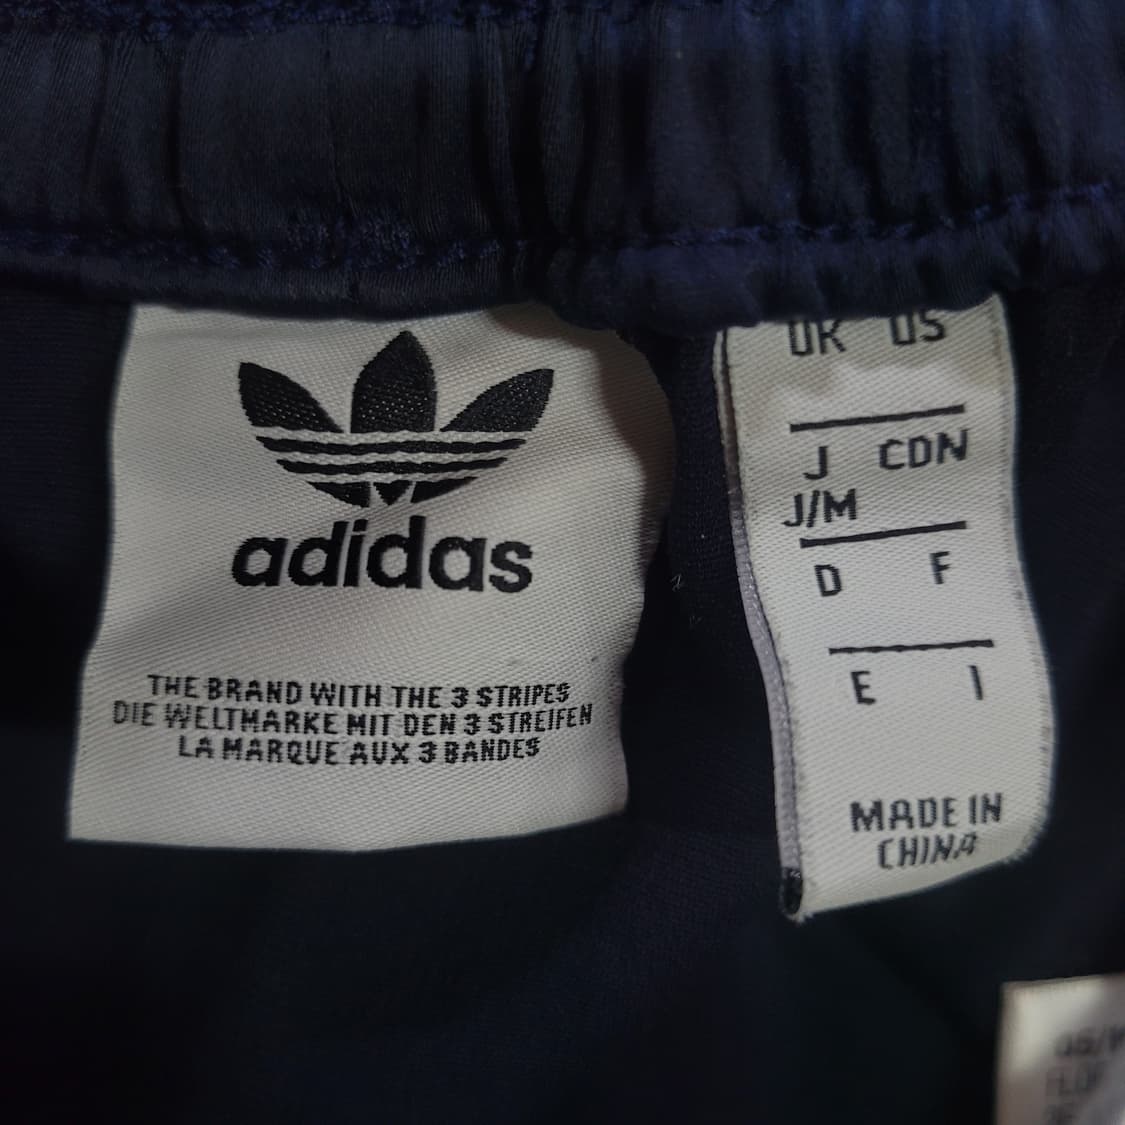 adidas
THE BRAND WITH THE 3 STRIPES
DIE WELTMARKE MIT DEN 3 STREIFEN
LA MARQUE AUX 3 BANDES
UK US
J CDN
J/M
D F
E I
MADE IN
CHINA